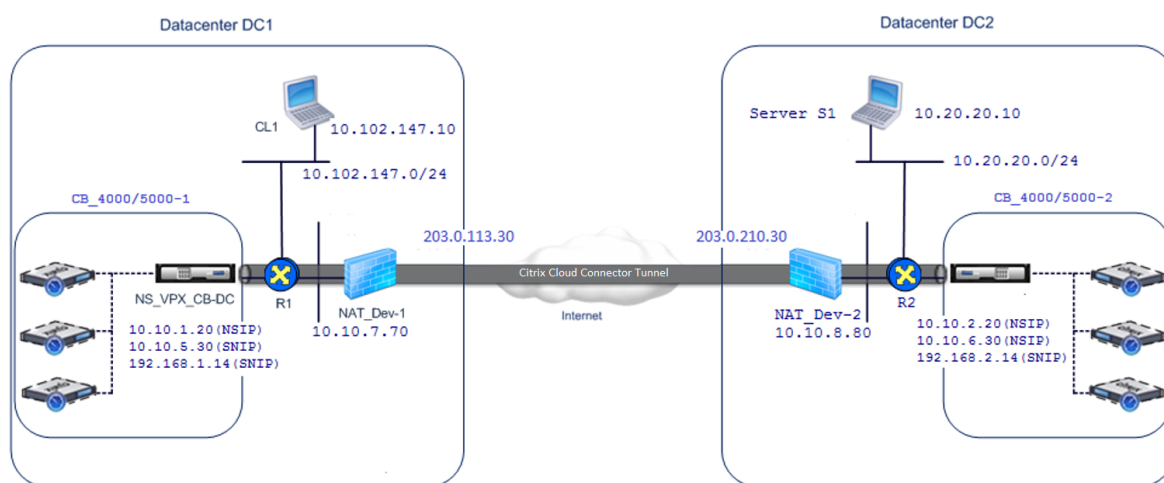 Datacenter DC1
Datacenter DC2
CL1
10.102.147.10
10.102.147.0/24
Server S1
10.20.20.10
10.20.20.0/24
CB_4000/5000-1
CB_4000/5000-2
203.0.113.30
203.0.210.30
Citrix Cloud Connector Tunnel
Internet
NS_VPX_CB-DC
R1
NAT_Dev-1
10.10.7.70
NAT_Dev-2
10.10.8.80
R2
10.10.1.20(NSIP)
10.10.5.30(SNIP)
192.168.1.14(SNIP)
10.10.2.20(NSIP)
10.10.6.30(SNIP)
192.168.2.14(SNIP)